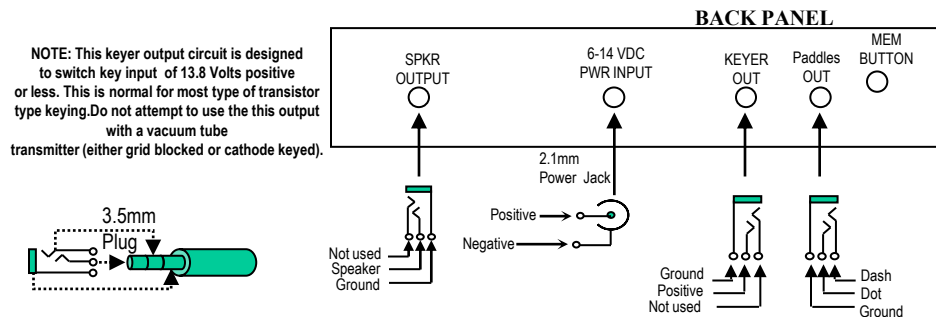 BACK PANEL
NOTE: This keyer output circuit is designed
to switch key input of 13.8 Volts positive
or less. This is normal for most type of transistor
type keying.Do not attempt to use the this output
with a vacuum tube
transmitter (either grid blocked or cathode keyed).
SPKR
OUTPUT
6-14 VDC
PWR INPUT
KEYER
OUT
Paddles
OUT
MEM
BUTTON
2.1mm
Power Jack
3.5mm
Plug
Not used
Speaker
Ground
Positive
Negative
Ground
Positive
Not used
Dash
Dot
Ground